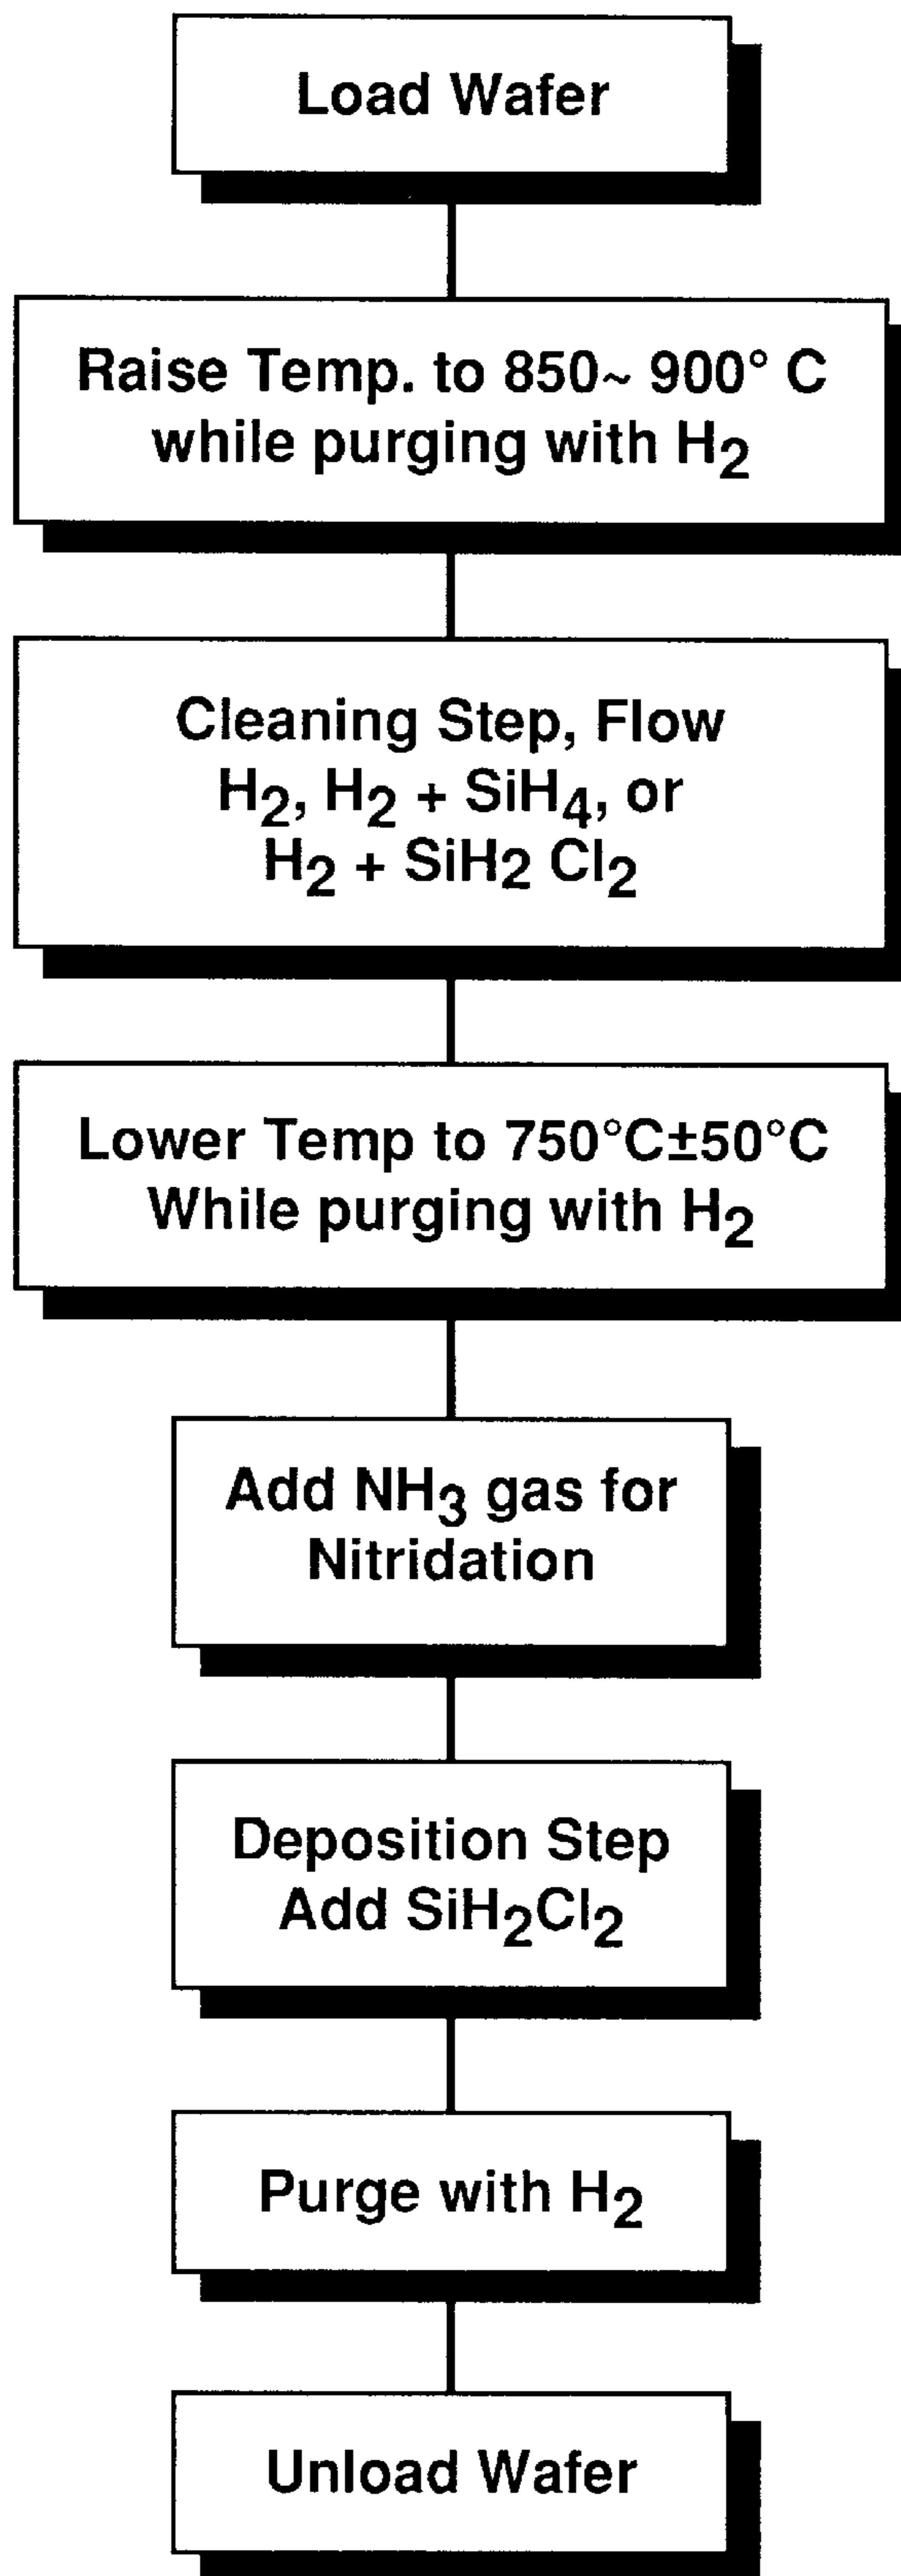 Load Wafer
Raise Temp. to 850~ 900° C
while purging with H₂
Cleaning Step, Flow
H₂, H₂ + SiH₄, or
H₂ + SiH₂ Cl₂
Lower Temp to 750°C±50°C
While purging with H₂
Add NH₃ gas for
Nitridation
Deposition Step
Add SiH₂Cl₂
Purge with H₂
Unload Wafer